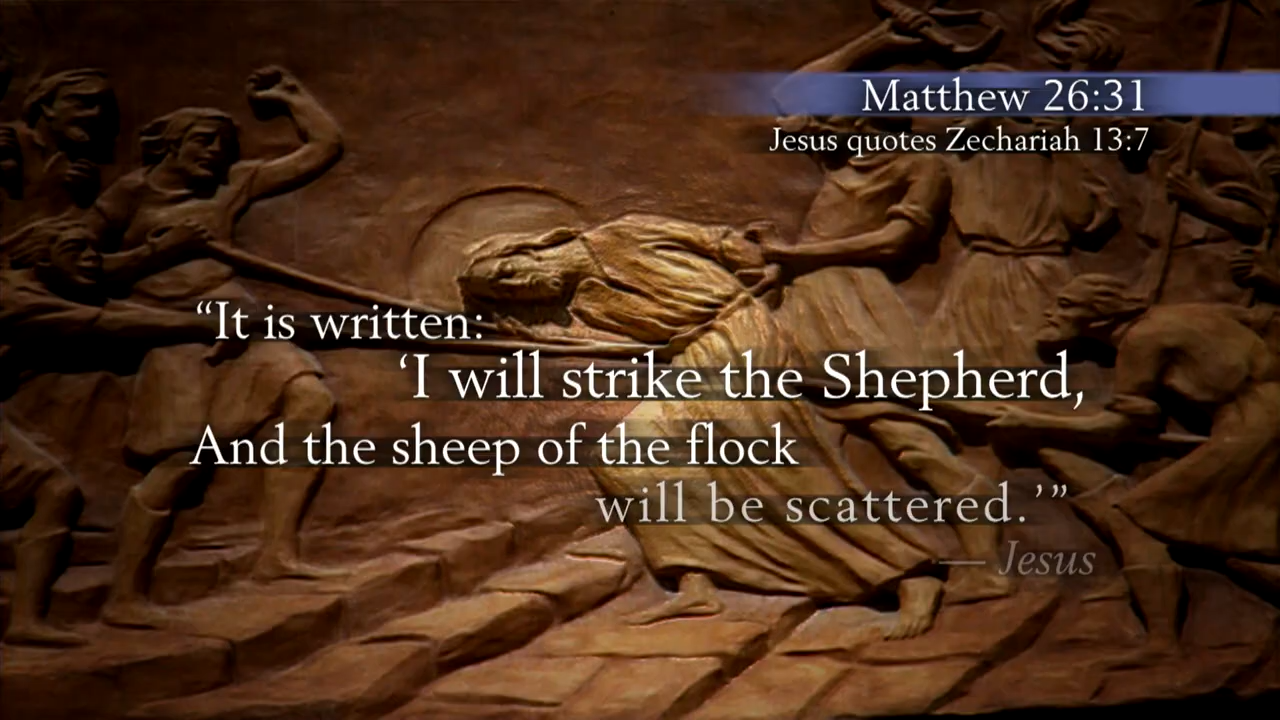 Matthew 26:31
Jesus quotes Zechariah 13:7
“It is written:
‘I will strike the Shepherd,
And the sheep of the flock
will be scattered.’”
— Jesus